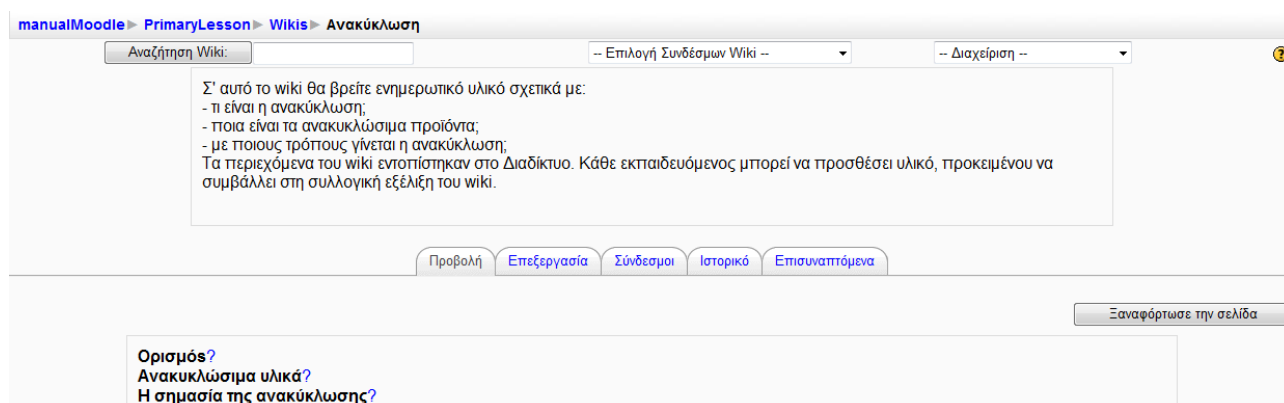 manualMoodle► PrimaryLesson► Wikis► Ανακύκλωση
Αναζήτηση Wiki: -- Επιλογή Συνδέσμων Wiki -- -- Διαχείριση --
Σ' αυτό το wiki θα βρείτε ενημερωτικό υλικό σχετικά με:
- τι είναι η ανακύκλωση;
- ποια είναι τα ανακυκλώσιμα προϊόντα;
- με ποιους τρόπους γίνεται η ανακύκλωση;
Τα περιεχόμενα του wiki εντοπίστηκαν στο Διαδίκτυο. Κάθε εκπαιδευόμενος μπορεί να προσθέσει υλικό, προκειμένου να
συμβάλλει στη συλλογική εξέλιξη του wiki.
Προβολή Επεξεργασία Σύνδεσμοι Ιστορικό Επισυναπτόμενα
Ξαναφόρτωσε την σελίδα
Ορισμός?
Ανακυκλώσιμα υλικά?
Η σημασία της ανακύκλωσης?